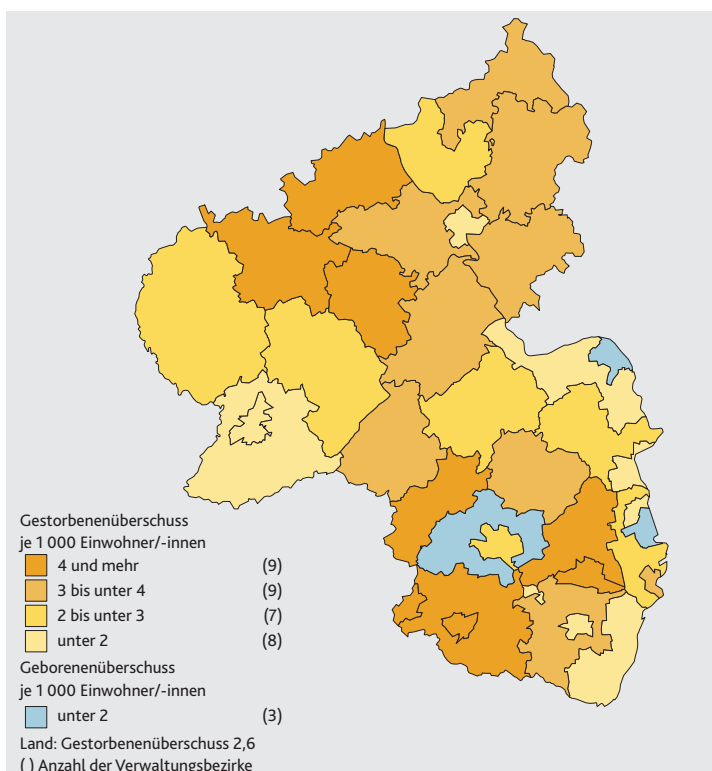 Gestorbenenüberschuss
je 1 000 Einwohner/-innen
4 und mehr (9)
3 bis unter 4 (9)
2 bis unter 3 (7)
unter 2 (8)
Geborenenüberschuss
je 1 000 Einwohner/-innen
unter 2 (3)
Land: Gestorbenenüberschuss 2,6
( ) Anzahl der Verwaltungsbezirke